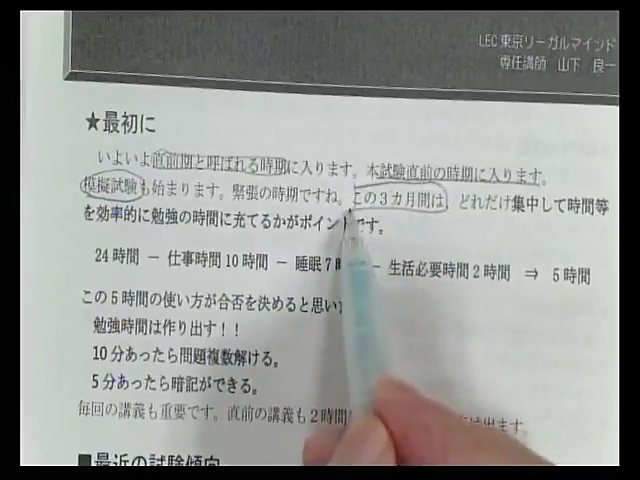 LEC東京リーガルマインド
専任講師 山下 良一
★最初に
いよいよ直前期と呼ばれる時期に入ります。本試験直前の時期に入ります。
模擬試験も始まります。緊張の時期ですね。この3カ月間は、どれだけ集中して時間等
を効率的に勉強の時間に充てるかがポイントです。
24時間 － 仕事時間10時間 － 睡眠7 － 生活必要時間2時間 ⇒ 5時間
この5時間の使い方が合否を決めると思い
勉強時間は作り出す！！
10分あったら問題複数解ける。
5分あったら暗記ができる。
毎回の講義も重要です。直前の講義も2時間 は出ます。
■最近の試験傾向